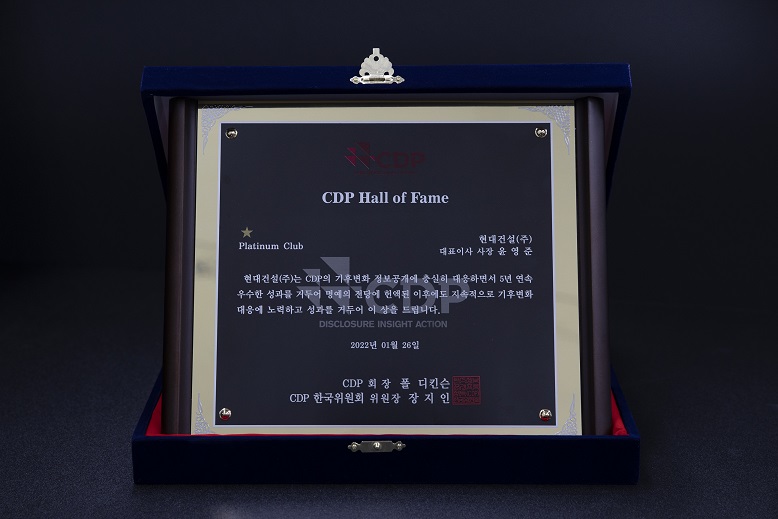 CDP
CDP Hall of Fame
Platinum Club
현대건설(주)
대표이사 사장 윤영준
현대건설(주)는 CDP의 기후변화 정보공개에 충실히 대응하면서 5년 연속
우수한 성과를 거두어 명예의 전당에 헌액된 이후에도 지속적으로 기후변화
대응에 노력하고 성과를 거두어 이 상을 드립니다.
CDP
DISCLOSURE INSIGHT ACTION
2022년 01월 26일
CDP 회장 폴 디킨슨
CDP 한국위원회 위원장 장지인